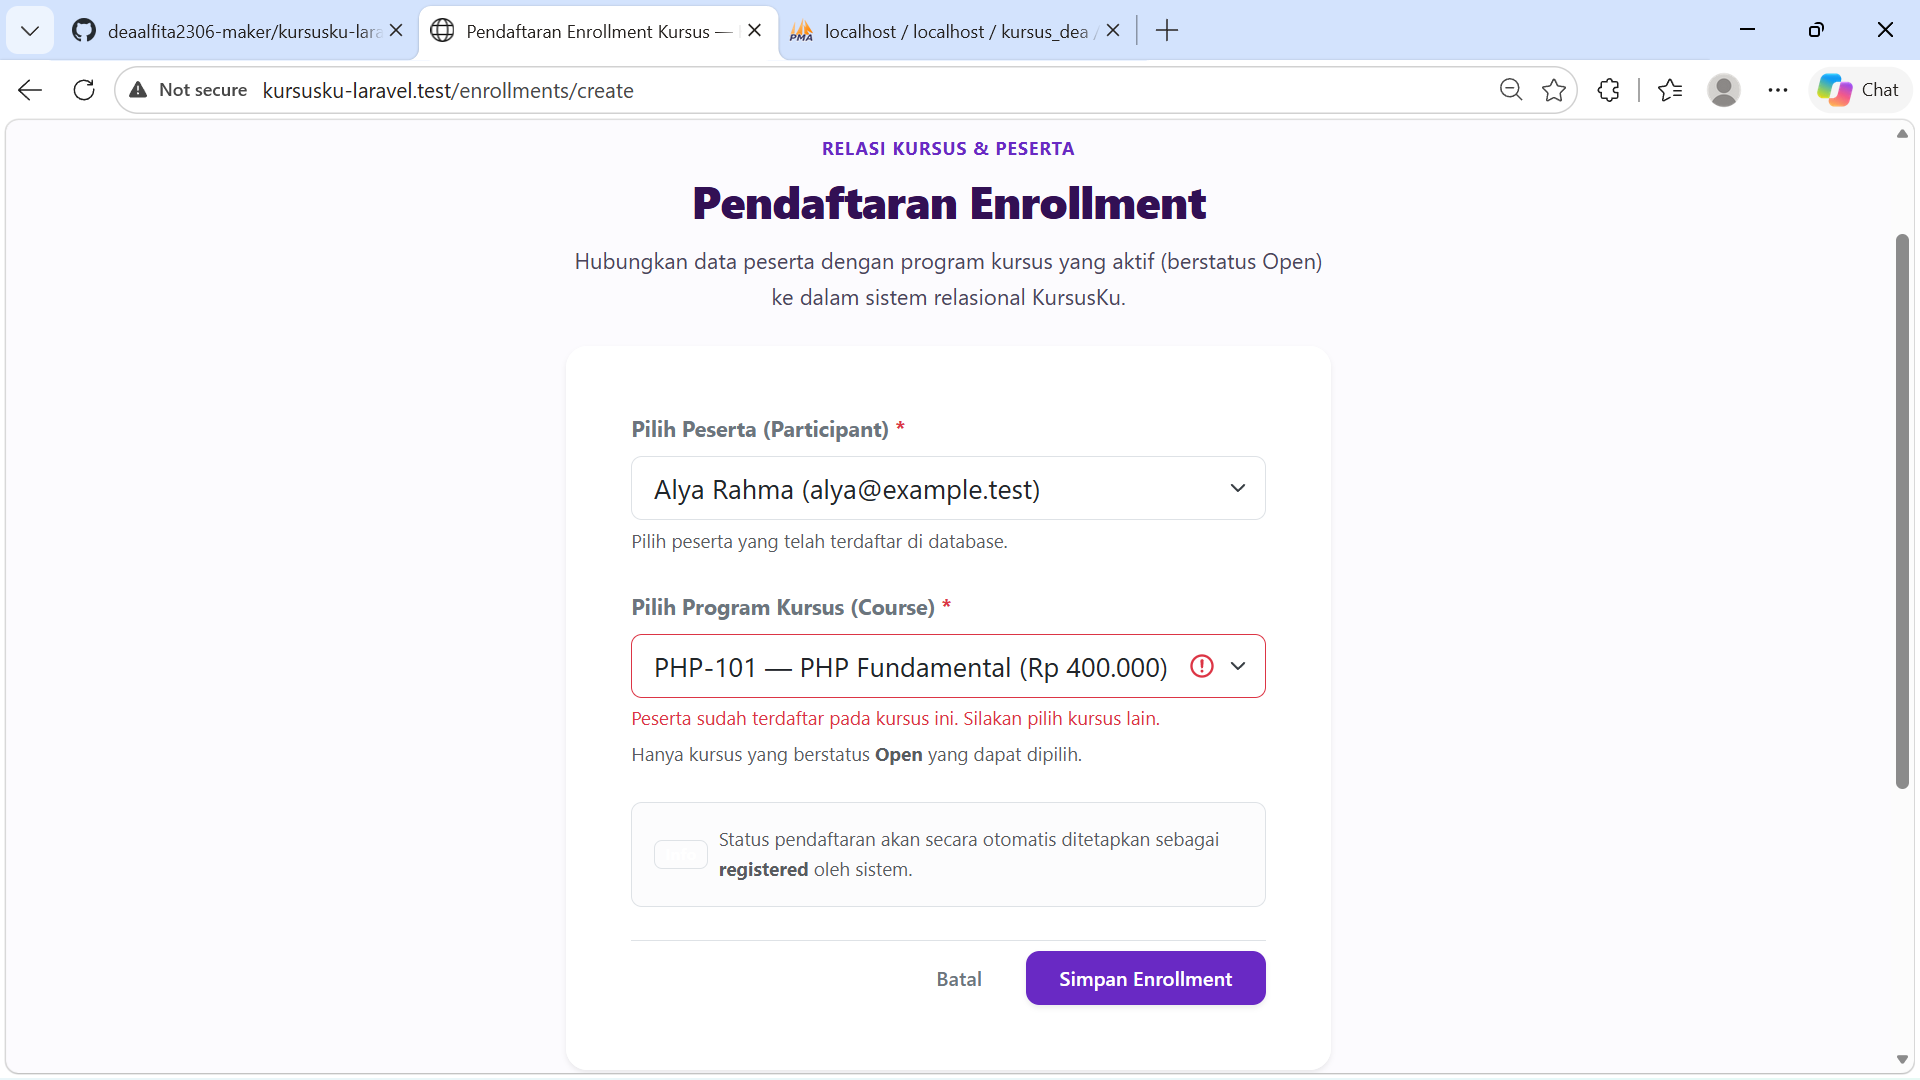 deaalfita2306-maker/kursusku-lara
Pendaftaran Enrollment Kursus —
PMA
localhost / localhost / kursus_dea /
Not secure
kursusku-laravel.test/enrollments/create
Chat
RELASI KURSUS & PESERTA
Pendaftaran Enrollment
Hubungkan data peserta dengan program kursus yang aktif (berstatus Open)
ke dalam sistem relasional KursusKu.
Pilih Peserta (Participant) *
Alya Rahma (alya@example.test)
Pilih peserta yang telah terdaftar di database.
Pilih Program Kursus (Course) *
PHP-101 — PHP Fundamental (Rp 400.000)
Peserta sudah terdaftar pada kursus ini. Silakan pilih kursus lain.
Hanya kursus yang berstatus Open yang dapat dipilih.
Status pendaftaran akan secara otomatis ditetapkan sebagai
registered oleh sistem.
Batal
Simpan Enrollment